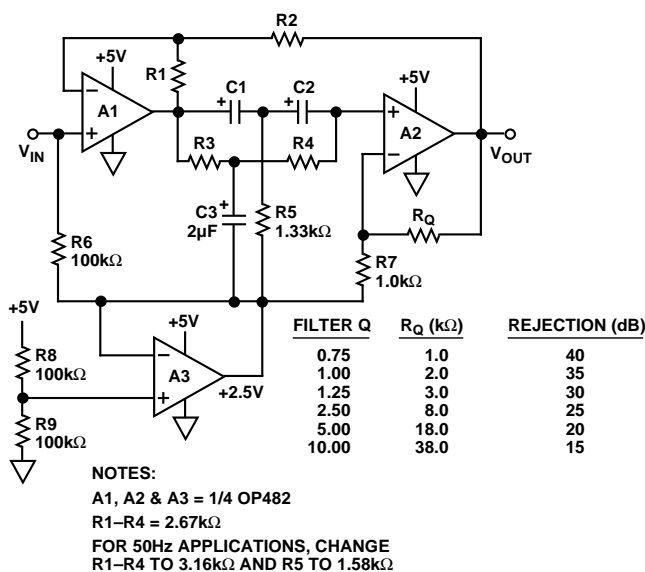 R2
+5V
R1
C1
C2
+5V
A1
A2
R3
R4
V_IN
V_OUT
C3
2µF
R5
1.33kΩ
R_Q
R6
100kΩ
R7
1.0kΩ
+5V
+5V
R8
100kΩ
A3
+2.5V
R9
100kΩ
FILTER Q R_Q (kΩ) REJECTION (dB)
0.75 1.0 40
1.00 2.0 35
1.25 3.0 30
2.50 8.0 25
5.00 18.0 20
10.00 38.0 15
NOTES:
A1, A2 & A3 = 1/4 OP482
R1–R4 = 2.67kΩ
FOR 50Hz APPLICATIONS, CHANGE
R1–R4 TO 3.16kΩ AND R5 TO 1.58kΩ